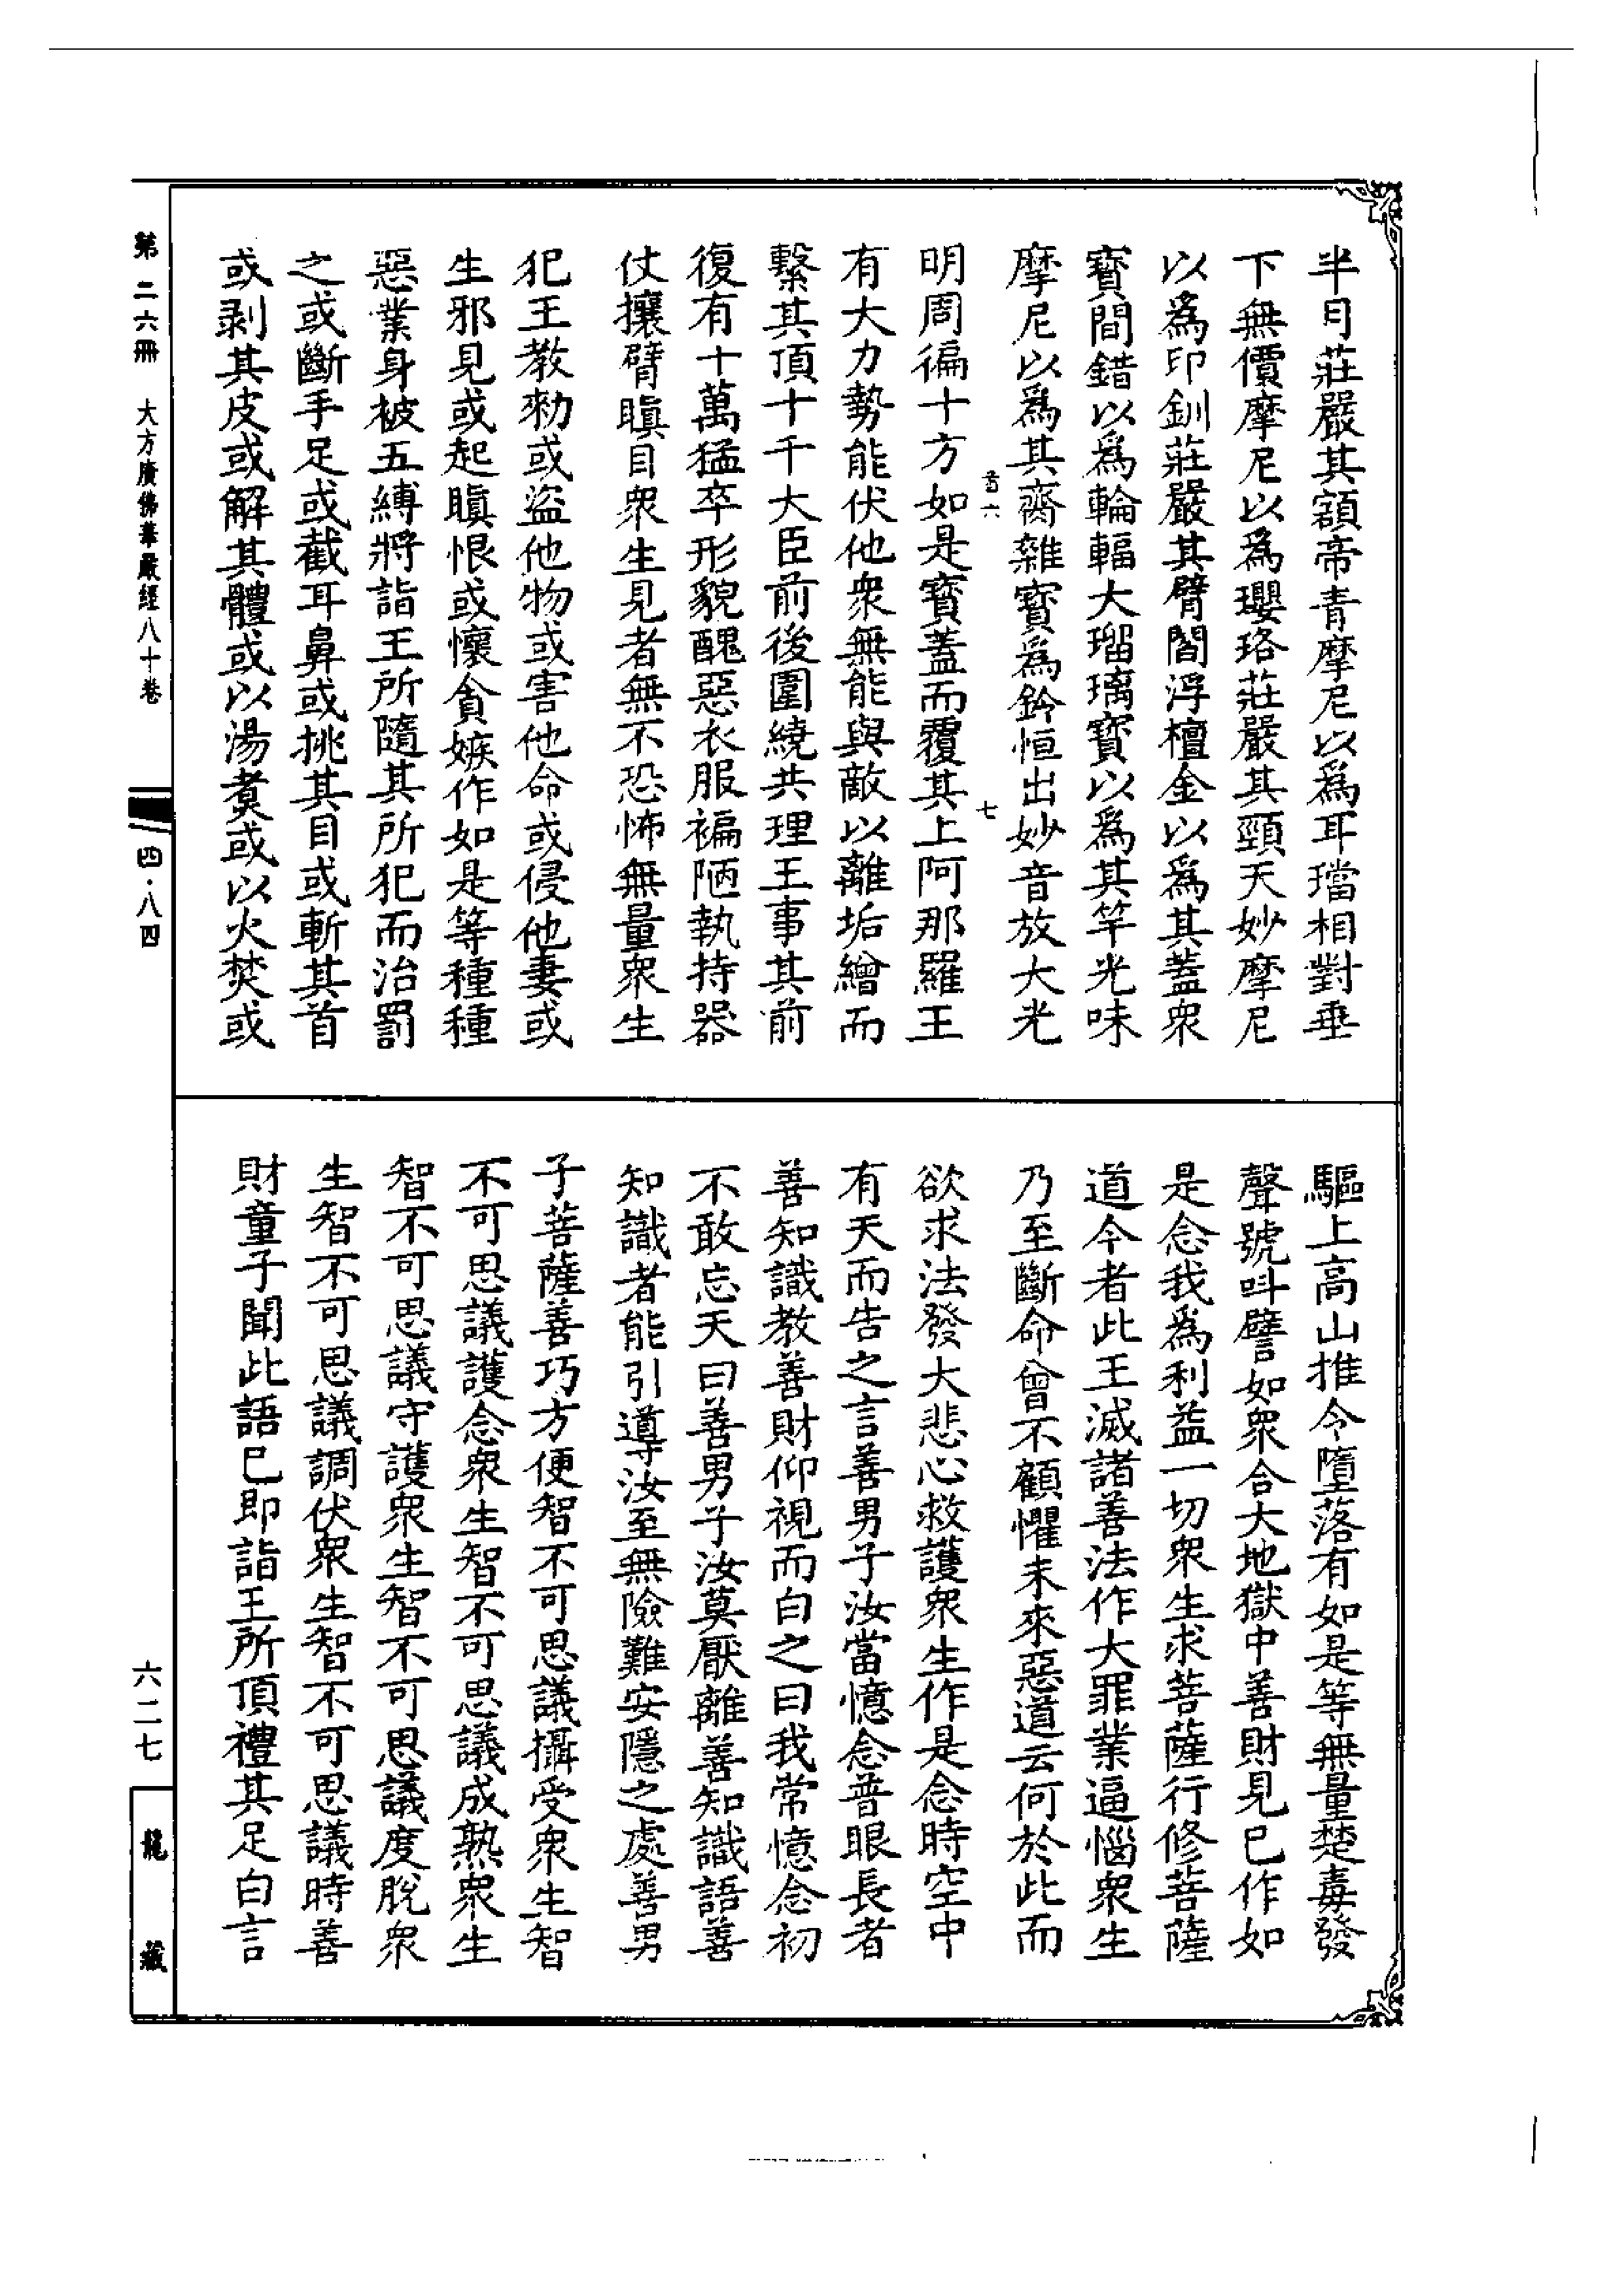 半月莊嚴其額帝青摩尼以爲耳璫相對垂
下無價摩尼以爲瓔珞莊嚴其頸天妙摩尼
以爲印釧莊嚴其臂閻浮檀金以爲其蓋衆
寶間錯以爲輪輻大瑠璃寶以爲其竿光味
摩尼以爲其齋雜寶爲鈴恒出妙音放大光
六
七
明周徧十方如是寶蓋而覆其上阿那羅王
有大力勢能伏他衆無能與敵以離垢繒而
繫其頂十千大臣前後圍繞共理王事其前
復有十萬猛卒形貌醜惡衣服褊陋執持器
仗攘臂瞋目衆生見者無不恐怖無量衆生
犯王教勑或盜他物或害他命或侵他妻或
生邪見或起瞋恨或懷貪嫉作如是等種種
惡業身被五縛將詣王所隨其所犯而治罰
之或斷手足或截耳鼻或挑其目或斬其首
或剥其皮或解其體或以湯煑或以火焚或
驅上高山推令墮落有如是等無量楚毒發
聲號叫譬如衆合大地獄中善財見已作如
是念我爲利益一切衆生求菩薩行修菩薩
道今者此王滅諸善法作大罪業逼惱衆生
乃至斷命曾不顧懼未來惡道云何於此而
欲求法發大悲心救護衆生作是念時空中
有天而告之言善男子汝當憶念普眼長者
善知識教善財仰視而白之曰我常憶念初
不敢忘天曰善男子汝莫厭離善知識語善
知識者能引導汝至無險難安隱之處善男
子菩薩善巧方便智不可思議攝受衆生智
不可思議護念衆生智不可思議成熟衆生
智不可思議守護衆生智不可思議度脫衆
生智不可思議調伏衆生智不可思議時善
財童子聞此語已即詣王所頂禮其足白言
第二六冊 大方廣佛華嚴經八十卷
四·八四
六二七
龍藏